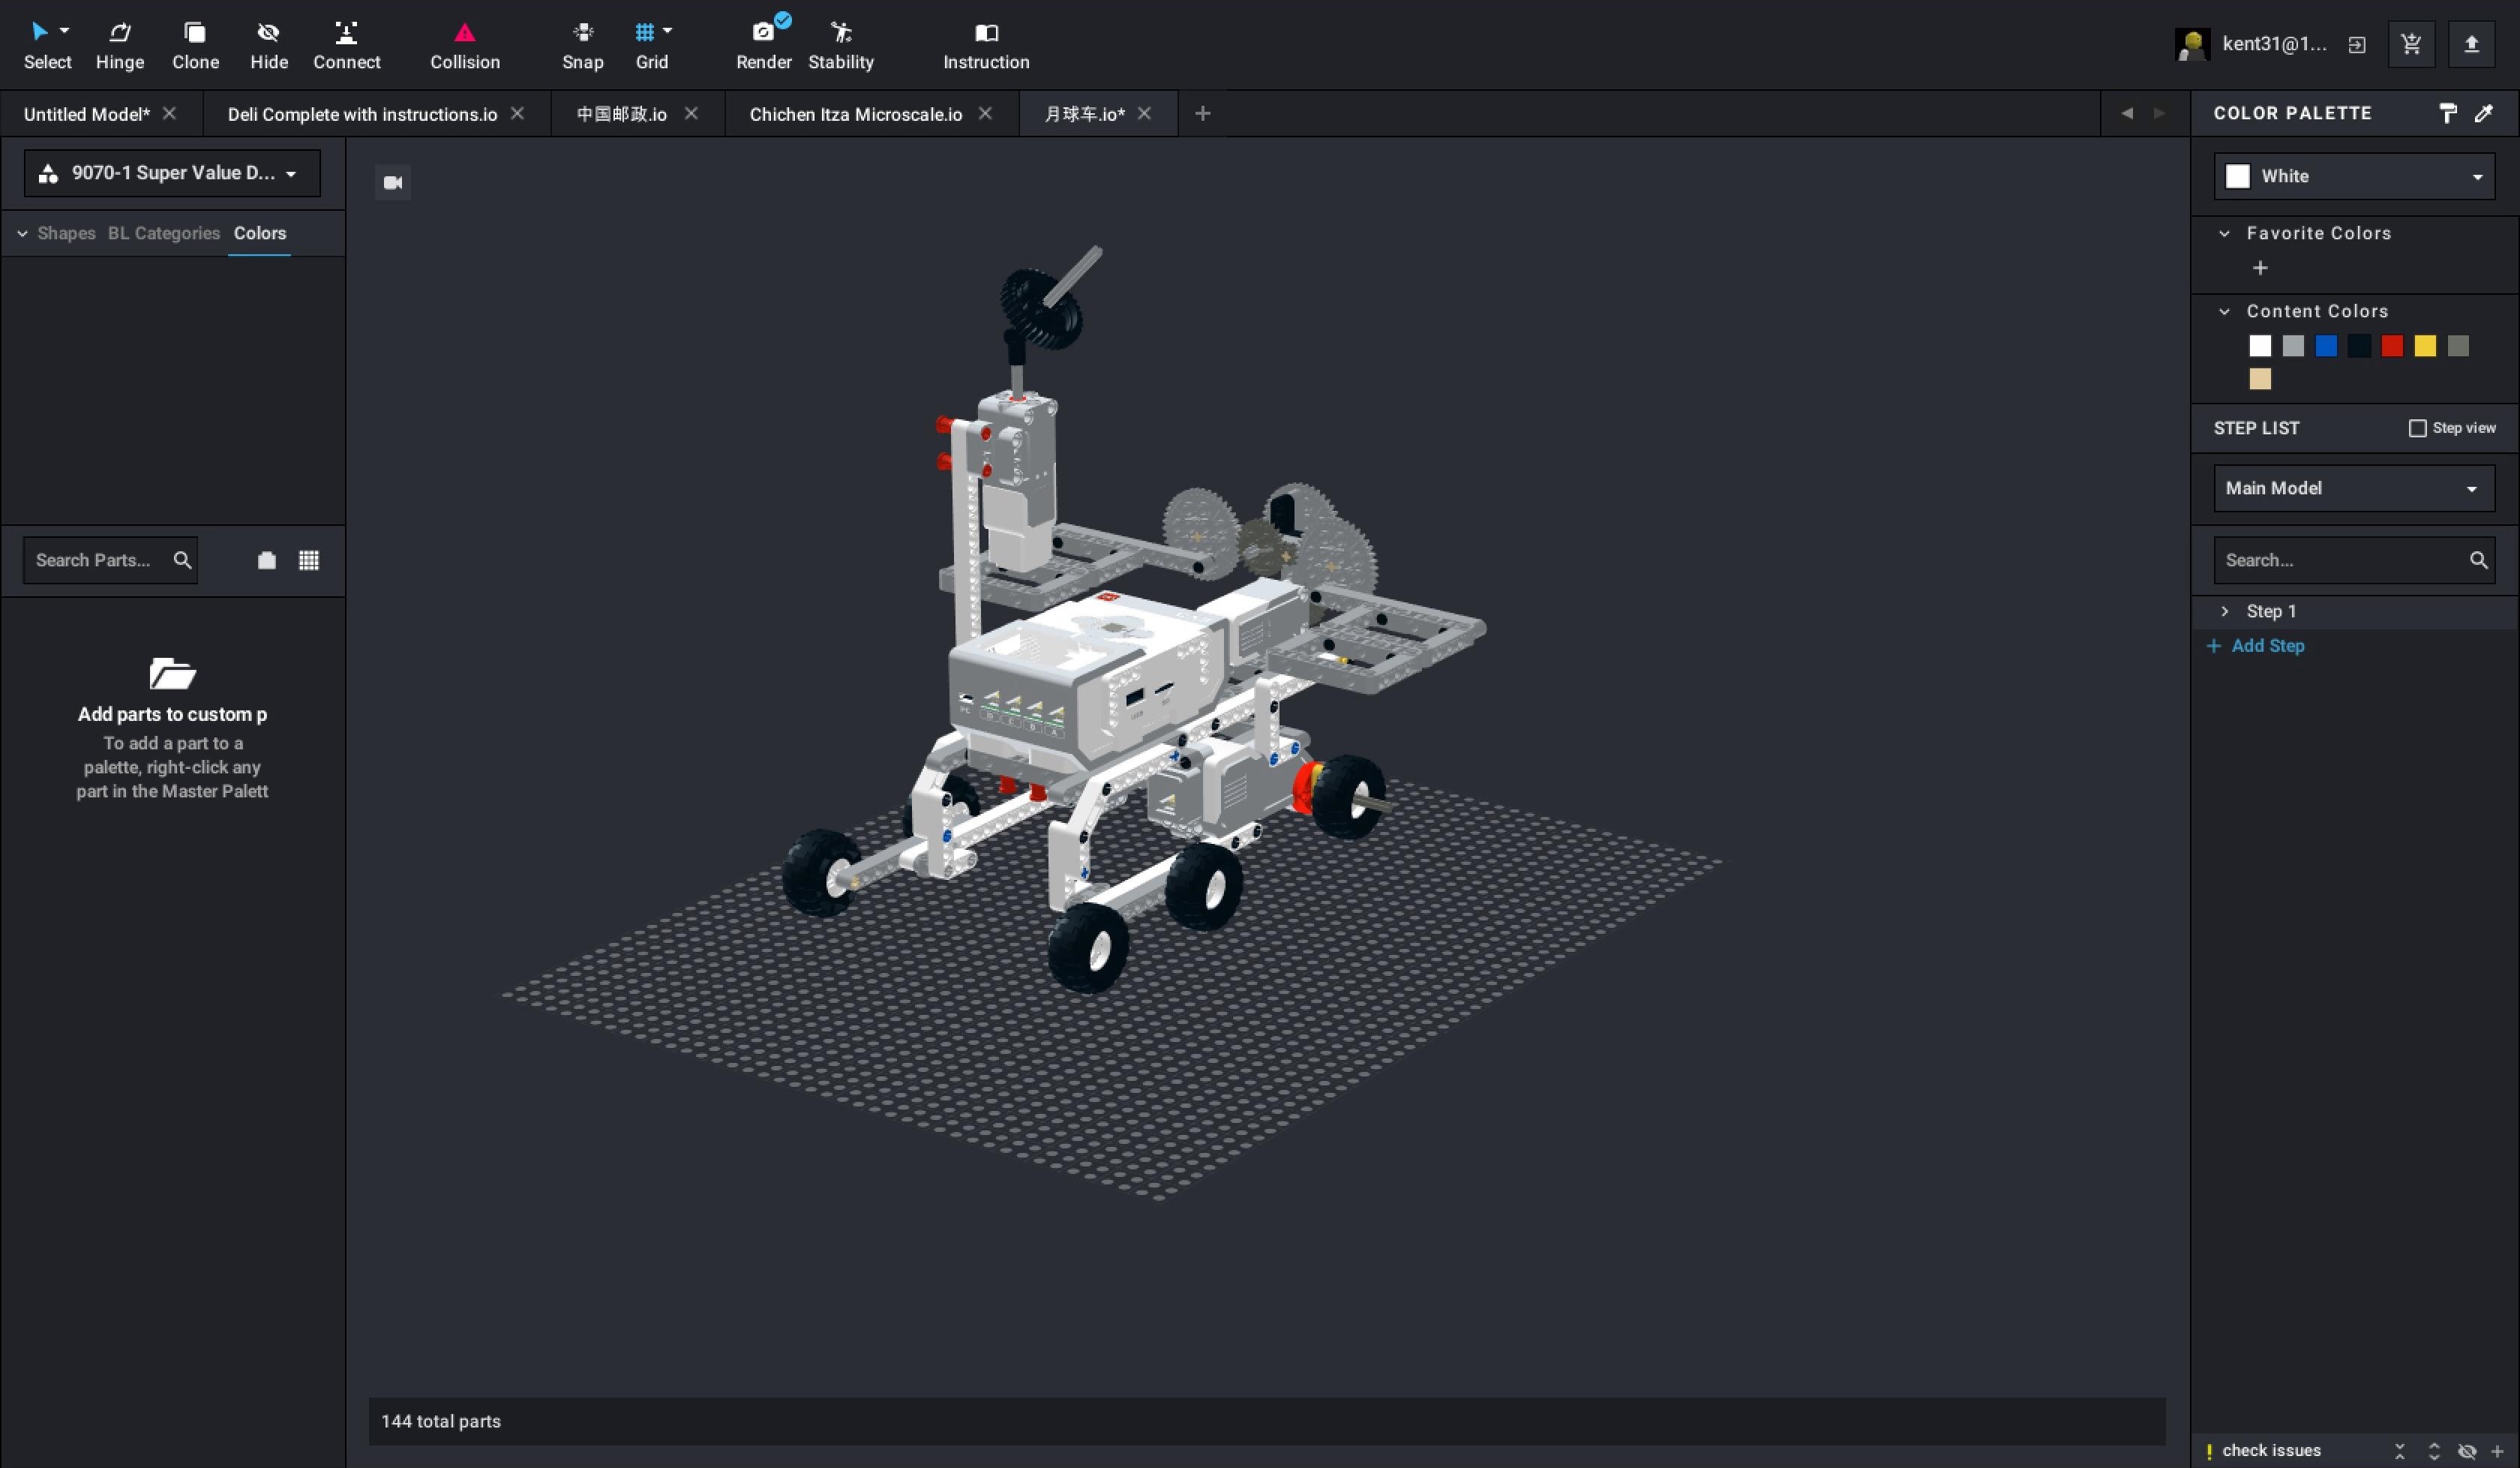 Select
Hinge
Clone
Hide
Connect
Collision
Snap
Grid
Render
Stability
Instruction
kent31@1...
Untitled Model*
Deli Complete with instructions.io
中国邮政.io
Chichen Itza Microscale.io
月球车.io*
COLOR PALETTE
9070-1 Super Value D...
White
Shapes
BL Categories
Colors
Favorite Colors
Content Colors
STEP LIST
Step view
Main Model
Search Parts...
Search...
Step 1
+ Add Step
Add parts to custom p
To add a part to a
palette, right-click any
part in the Master Palett
PC
D
C
B
A
144 total parts
check issues